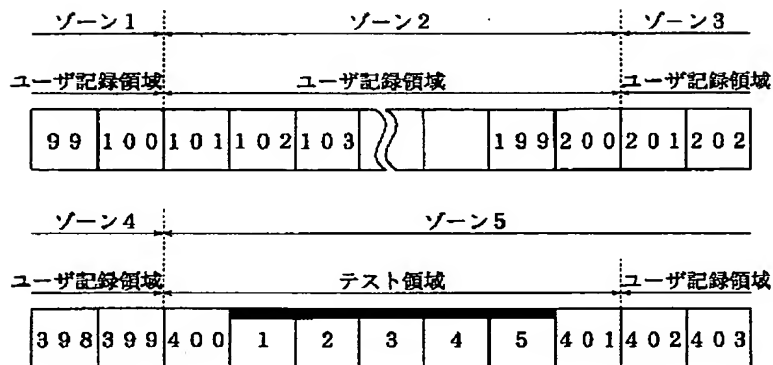 ゾーン1 ゾーン2 ゾーン3
ユーザ記録領域 ユーザ記録領域 ユーザ記録領域
99 100 101 102 103 199 200 201 202
ゾーン4 ゾーン5
ユーザ記録領域 テスト領域 ユーザ記録領域
398 399 400 1 2 3 4 5 401 402 403